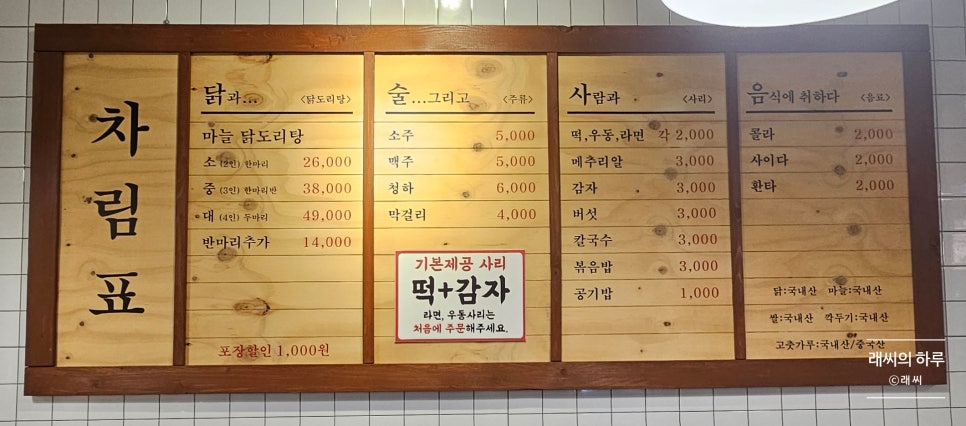 차림표
닭과... <닭도리탕>
마늘 닭도리탕
소 (2인) 한마리 26,000
중 (3인) 한마리반 38,000
대 (4인) 두마리 49,000
반마리추가 14,000
포장할인 1,000원
술...그리고 <주류>
소주 5,000
맥주 5,000
청하 6,000
막걸리 4,000
기본제공 사리
떡+감자
라면, 우동사리는
처음에 주문해주세요.
사람과 <사리>
떡,우동,라면 각 2,000
메추리알 3,000
감자 3,000
버섯 3,000
칼국수 3,000
볶음밥 3,000
공기밥 1,000
음식에 취하다 <음료>
콜라 2,000
사이다 2,000
환타 2,000
닭:국내산 마늘:국내산
쌀:국내산 깍두기:국내산
고춧가루:국내산/중국산
래씨의 하루
©래씨